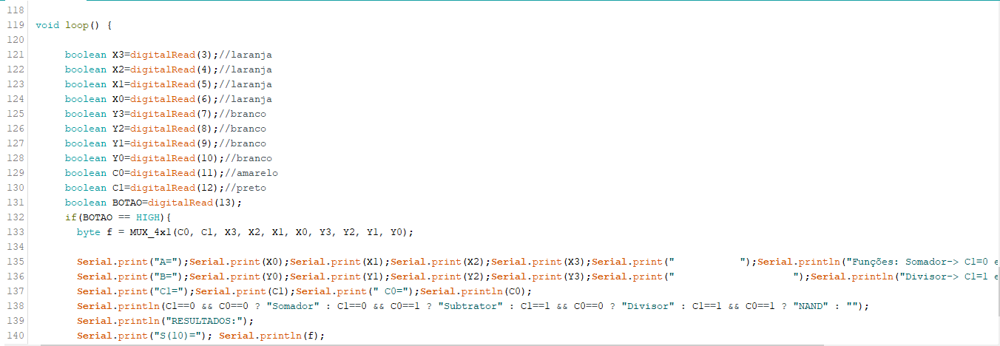 118
119 void loop() {
120
121 boolean X3=digitalRead(3);//laranja
122 boolean X2=digitalRead(4);//laranja
123 boolean X1=digitalRead(5);//laranja
124 boolean X0=digitalRead(6);//laranja
125 boolean Y3=digitalRead(7);//branco
126 boolean Y2=digitalRead(8);//branco
127 boolean Y1=digitalRead(9);//branco
128 boolean Y0=digitalRead(10);//branco
129 boolean C0=digitalRead(11);//amarelo
130 boolean C1=digitalRead(12);//preto
131 boolean BOTAO=digitalRead(13);
132 if(BOTAO == HIGH){
133 byte f = MUX_4x1(C0, C1, X3, X2, X1, X0, Y3, Y2, Y1, Y0);
134
135 Serial.print("A=");Serial.print(X0);Serial.print(X1);Serial.print(X2);Serial.print(X3);Serial.print("           ");Serial.println("Funções: Somador-> C1=0 e
136 Serial.print("B=");Serial.print(Y0);Serial.print(Y1);Serial.print(Y2);Serial.print(Y3);Serial.print("                    ");Serial.println("Divisor-> C1=1 e
137 Serial.print("C1=");Serial.print(C1);Serial.print(" C0=");Serial.println(C0);
138 Serial.println(C1==0 && C0==0 ? "Somador" : C1==0 && C0==1 ? "Subtrator" : C1==1 && C0==0 ? "Divisor" : C1==1 && C0==1 ? "NAND" : "");
139 Serial.println("RESULTADOS:");
140 Serial.print("S(10)="); Serial.println(f);